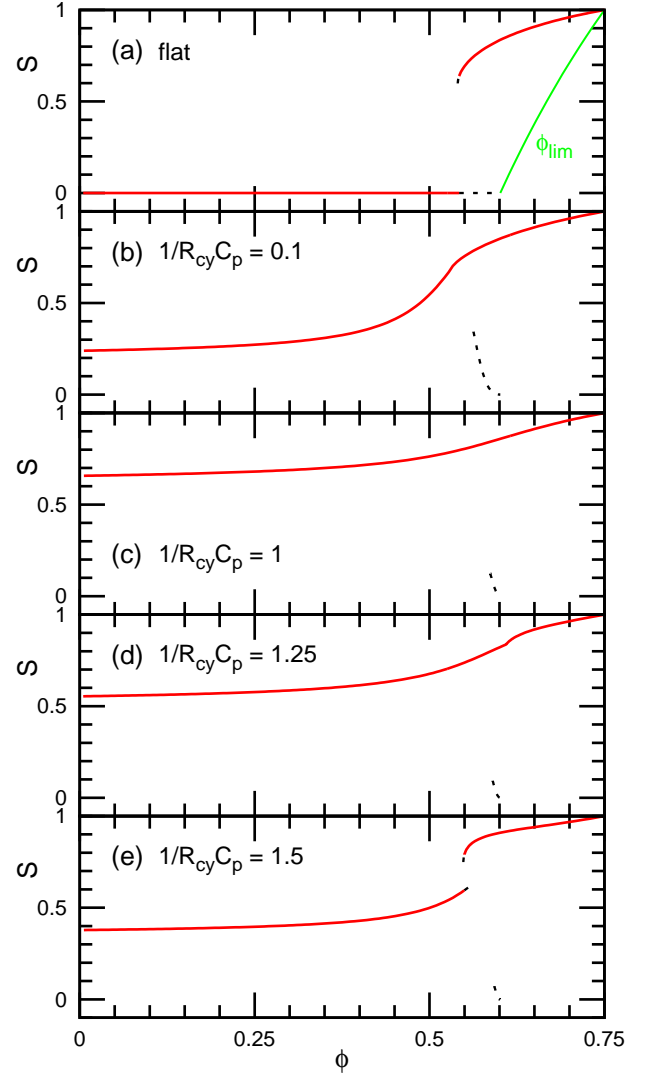 1
(a) flat
S
0.5
ϕlim
0
1
(b) 1/RcyCp = 0.1
S
0.5
0
1
S
0.5
(c) 1/RcyCp = 1
0
1
(d) 1/RcyCp = 1.25
S
0.5
0
1
(e) 1/RcyCp = 1.5
S
0.5
0
0 0.25 0.5 0.75
ϕ